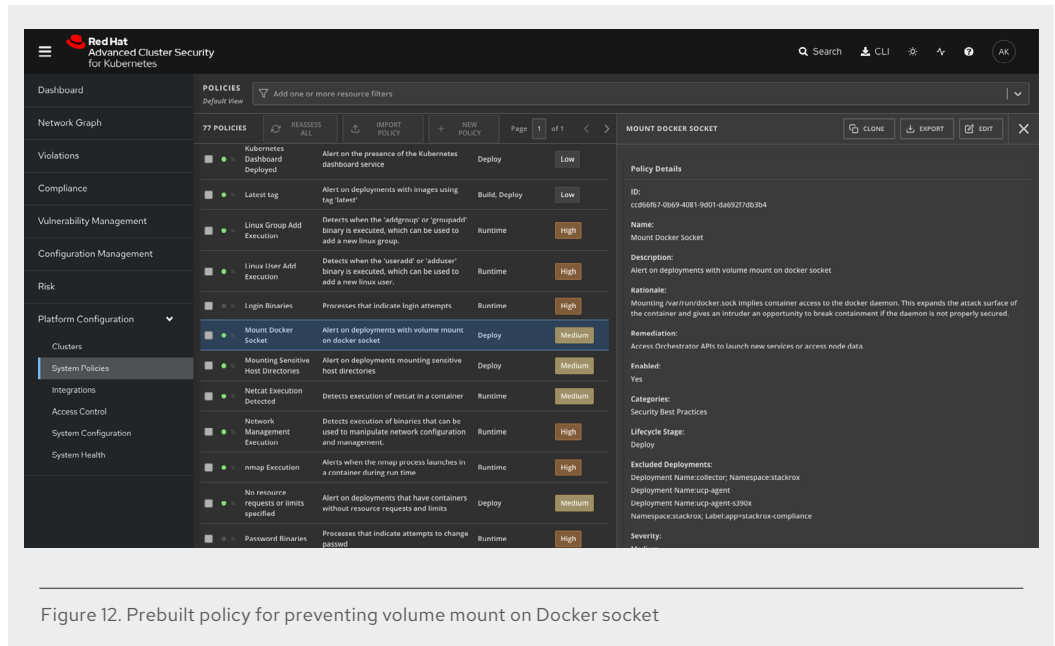 Red Hat
Advanced Cluster Security
for Kubernetes
Search
CLI
AK
Dashboard
Network Graph
Violations
Compliance
Vulnerability Management
Configuration Management
Risk
Platform Configuration
Clusters
System Policies
Integrations
Access Control
System Configuration
System Health
POLICIES
Default View
Add one or more resource filters
77 POLICIES
REASSESS
ALL
IMPORT
POLICY
NEW
POLICY
Page 1 of 1
Kubernetes
Dashboard
Deployed
Alert on the presence of the Kubernetes
dashboard service
Deploy
Low
Latest tag
Alert on deployments with images using
tag 'latest'
Build, Deploy
Low
Linux Group Add
Execution
Detects when the 'addgroup' or 'groupadd'
binary is executed, which can be used to
add a new linux group.
Runtime
High
Linux User Add
Execution
Detects when the 'useradd' or 'adduser'
binary is executed, which can be used to
add a new linux user.
Runtime
High
Login Binaries
Processes that indicate login attempts
Runtime
High
Mount Docker
Socket
Alert on deployments with volume mount
on docker socket
Deploy
Medium
Mounting Sensitive
Host Directories
Alert on deployments mounting sensitive
host directories
Deploy
Medium
Netcat Execution
Detected
Detects execution of netcat in a container
Runtime
Medium
Network
Management
Execution
Detects execution of binaries that can be
used to manipulate network configuration
and management.
Runtime
High
nmap Execution
Alerts when the nmap process launches in
a container during run time
Runtime
High
No resource
requests or limits
specified
Alert on deployments that have containers
without resource requests and limits
Deploy
Medium
Password Binaries
Processes that indicate attempts to change
passwd
Runtime
High
MOUNT DOCKER SOCKET
CLONE
EXPORT
EDIT
Policy Details
ID:
ccd66f67-0b69-4081-9d01-da692f7db3b4
Name:
Mount Docker Socket
Description:
Alert on deployments with volume mount on docker socket
Rationale:
Mounting /var/run/docker.sock implies container access to the docker daemon. This expands the attack surface of
the container and gives an intruder an opportunity to break containment if the daemon is not properly secured.
Remediation:
Access Orchestrator APIs to launch new services or access node data.
Enabled:
Yes
Categories:
Security Best Practices
Lifecycle Stage:
Deploy
Excluded Deployments:
Deployment Name:collector; Namespace:stackrox
Deployment Name:ucp-agent
Deployment Name:ucp-agent-s390x
Namespace:stackrox; Label:app=stackrox-compliance
Severity:
Medium
Figure 12. Prebuilt policy for preventing volume mount on Docker socket